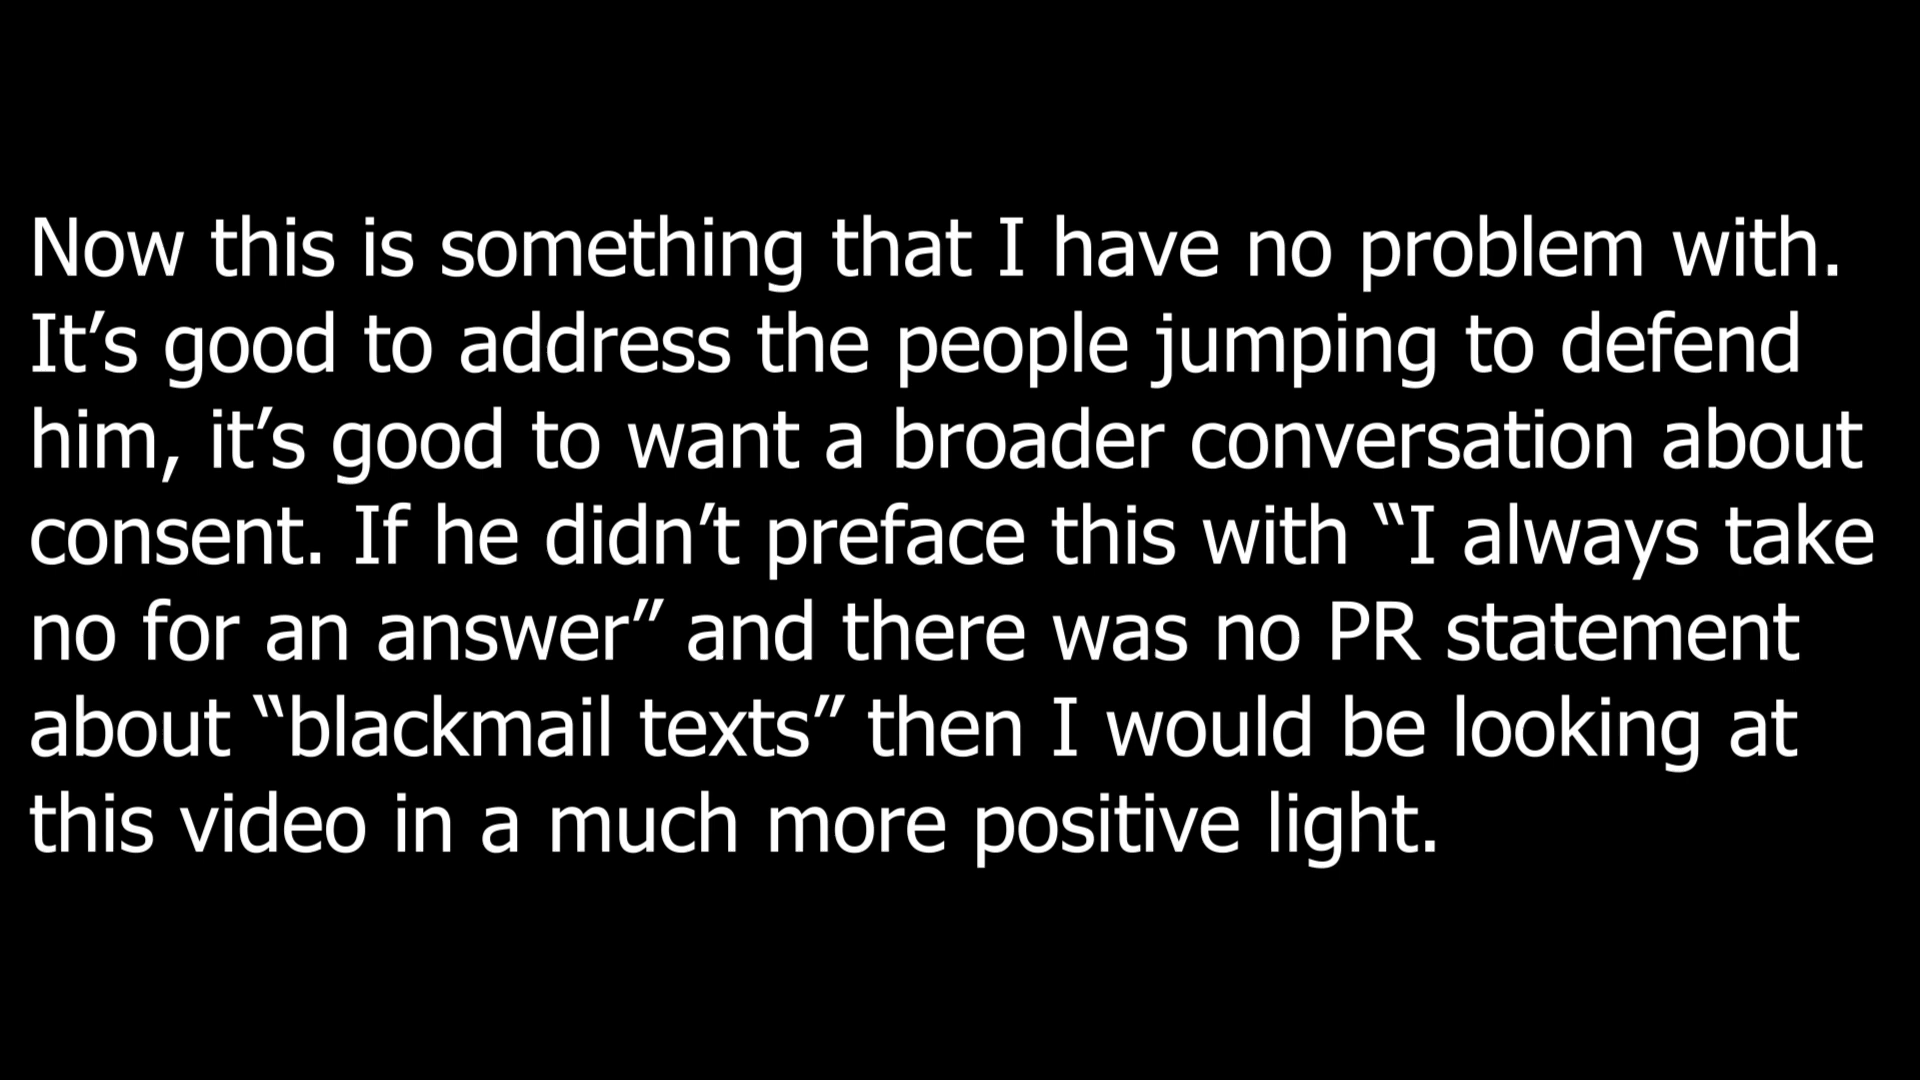 Now this is something that I have no problem with.
It’s good to address the people jumping to defend
him, it’s good to want a broader conversation about
consent. If he didn’t preface this with “I always take
no for an answer” and there was no PR statement
about “blackmail texts” then I would be looking at
this video in a much more positive light.